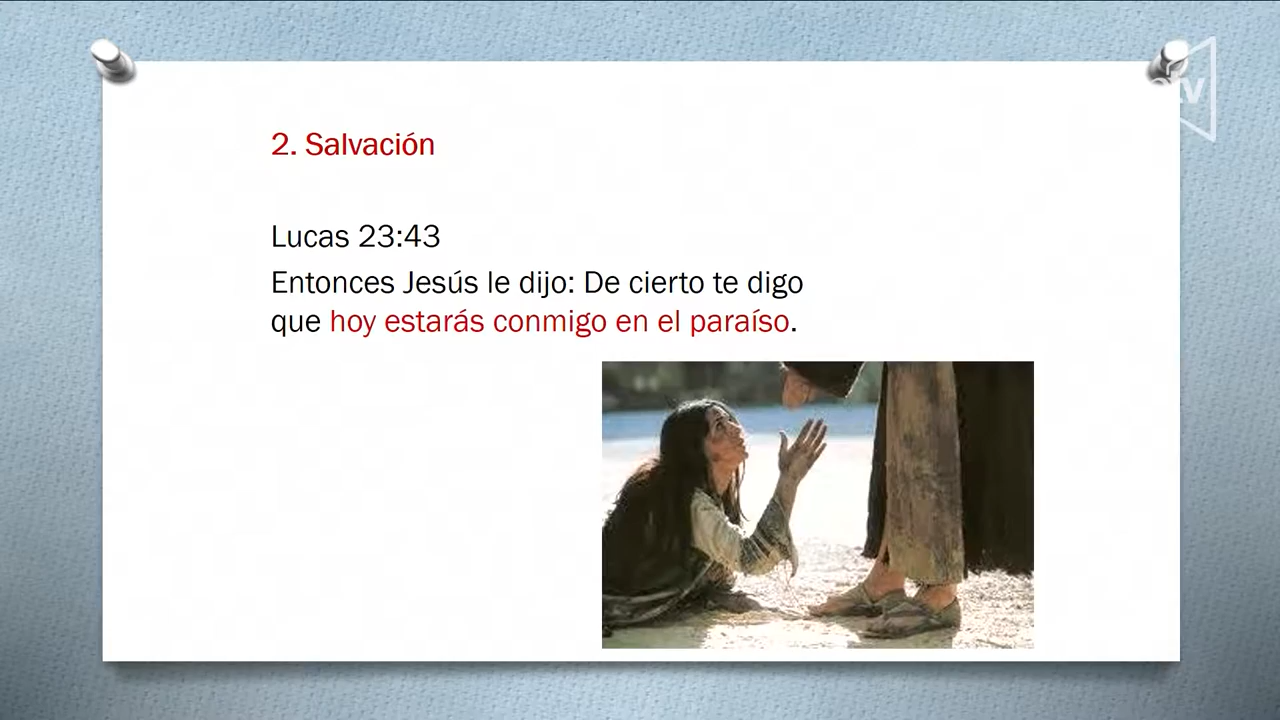 2. Salvación
Lucas 23:43
Entonces Jesús le dijo: De cierto te digo
que hoy estarás conmigo en el paraíso.